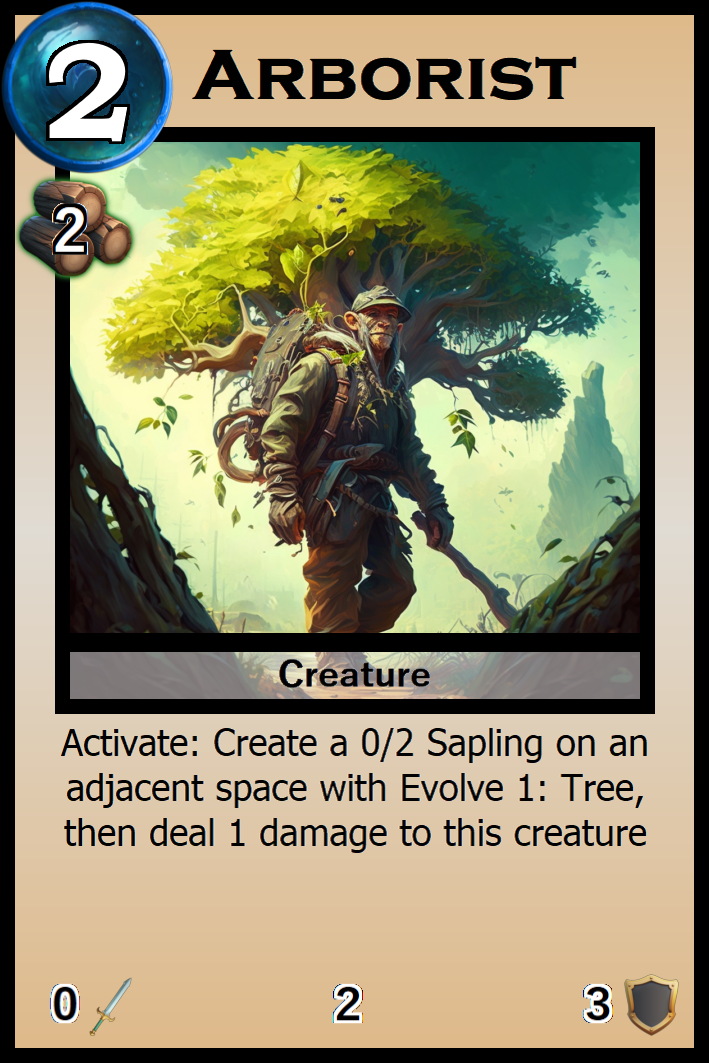 2
Arborist
2
Creature
Activate: Create a 0/2 Sapling on an
adjacent space with Evolve 1: Tree,
then deal 1 damage to this creature
0 2 3